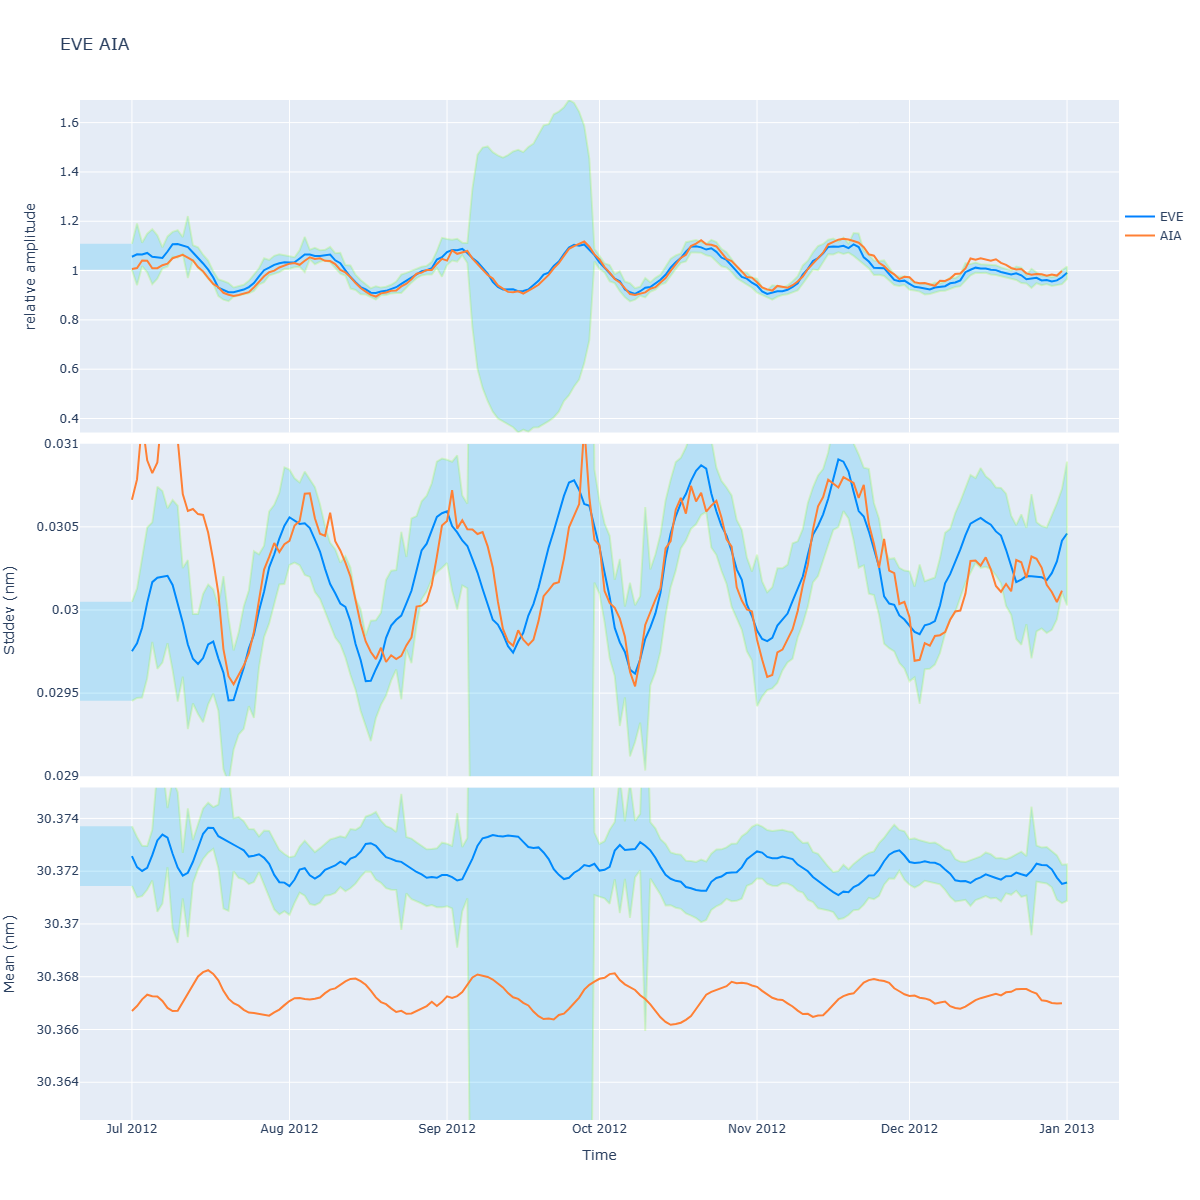 EVE AIA
1.6
1.4
1.2
1
0.8
0.6
0.4
relative amplitude
EVE
AIA
0.031
0.0305
0.03
0.0295
0.029
Stddev (nm)
30.374
30.372
30.37
30.368
30.366
30.364
Mean (nm)
Jul 2012 Aug 2012 Sep 2012 Oct 2012 Nov 2012 Dec 2012 Jan 2013
Time